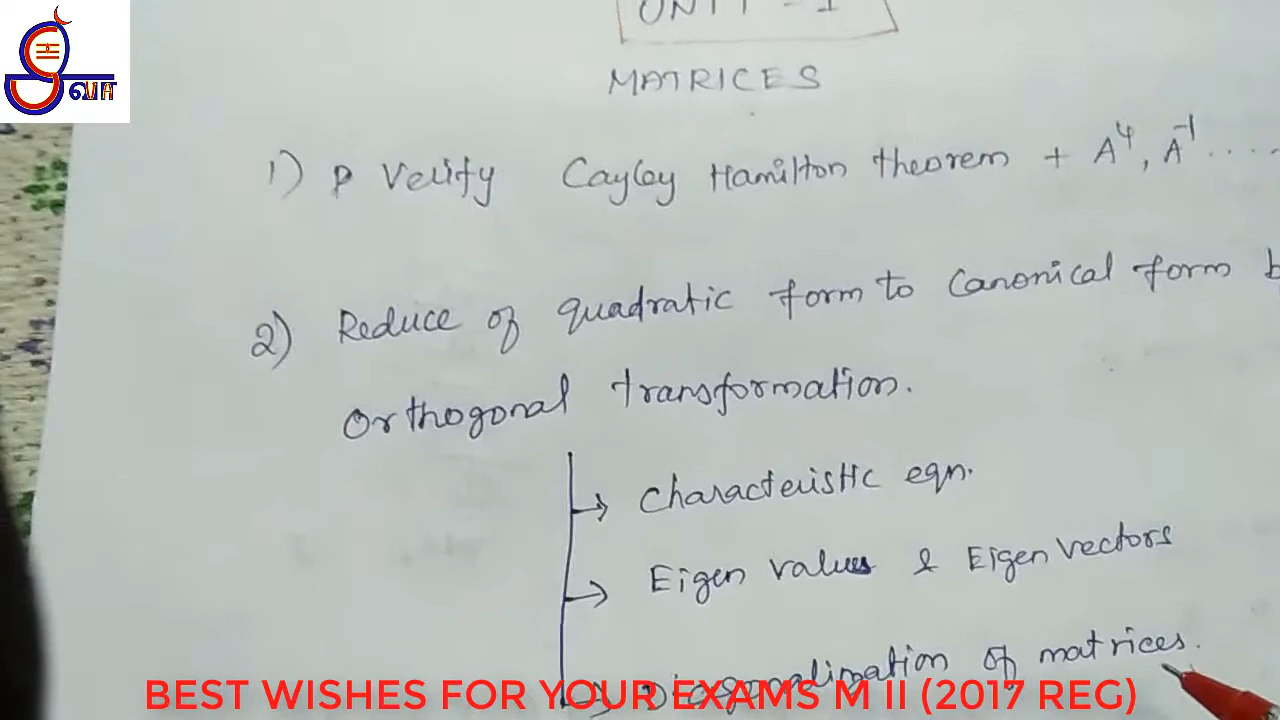 UNIT - I
MATRICES
சிவா
1) P Verify Cayley Hamilton theorem + A⁴, A⁻¹.....
2) Reduce of quadratic form to Canonical form
Orthogonal transformation.
→ Characteristic eqn.
→ Eigen values & Eigen vectors
→ Diagonalization of matrices.
BEST WISHES FOR YOUR EXAMS M II (2017 REG)